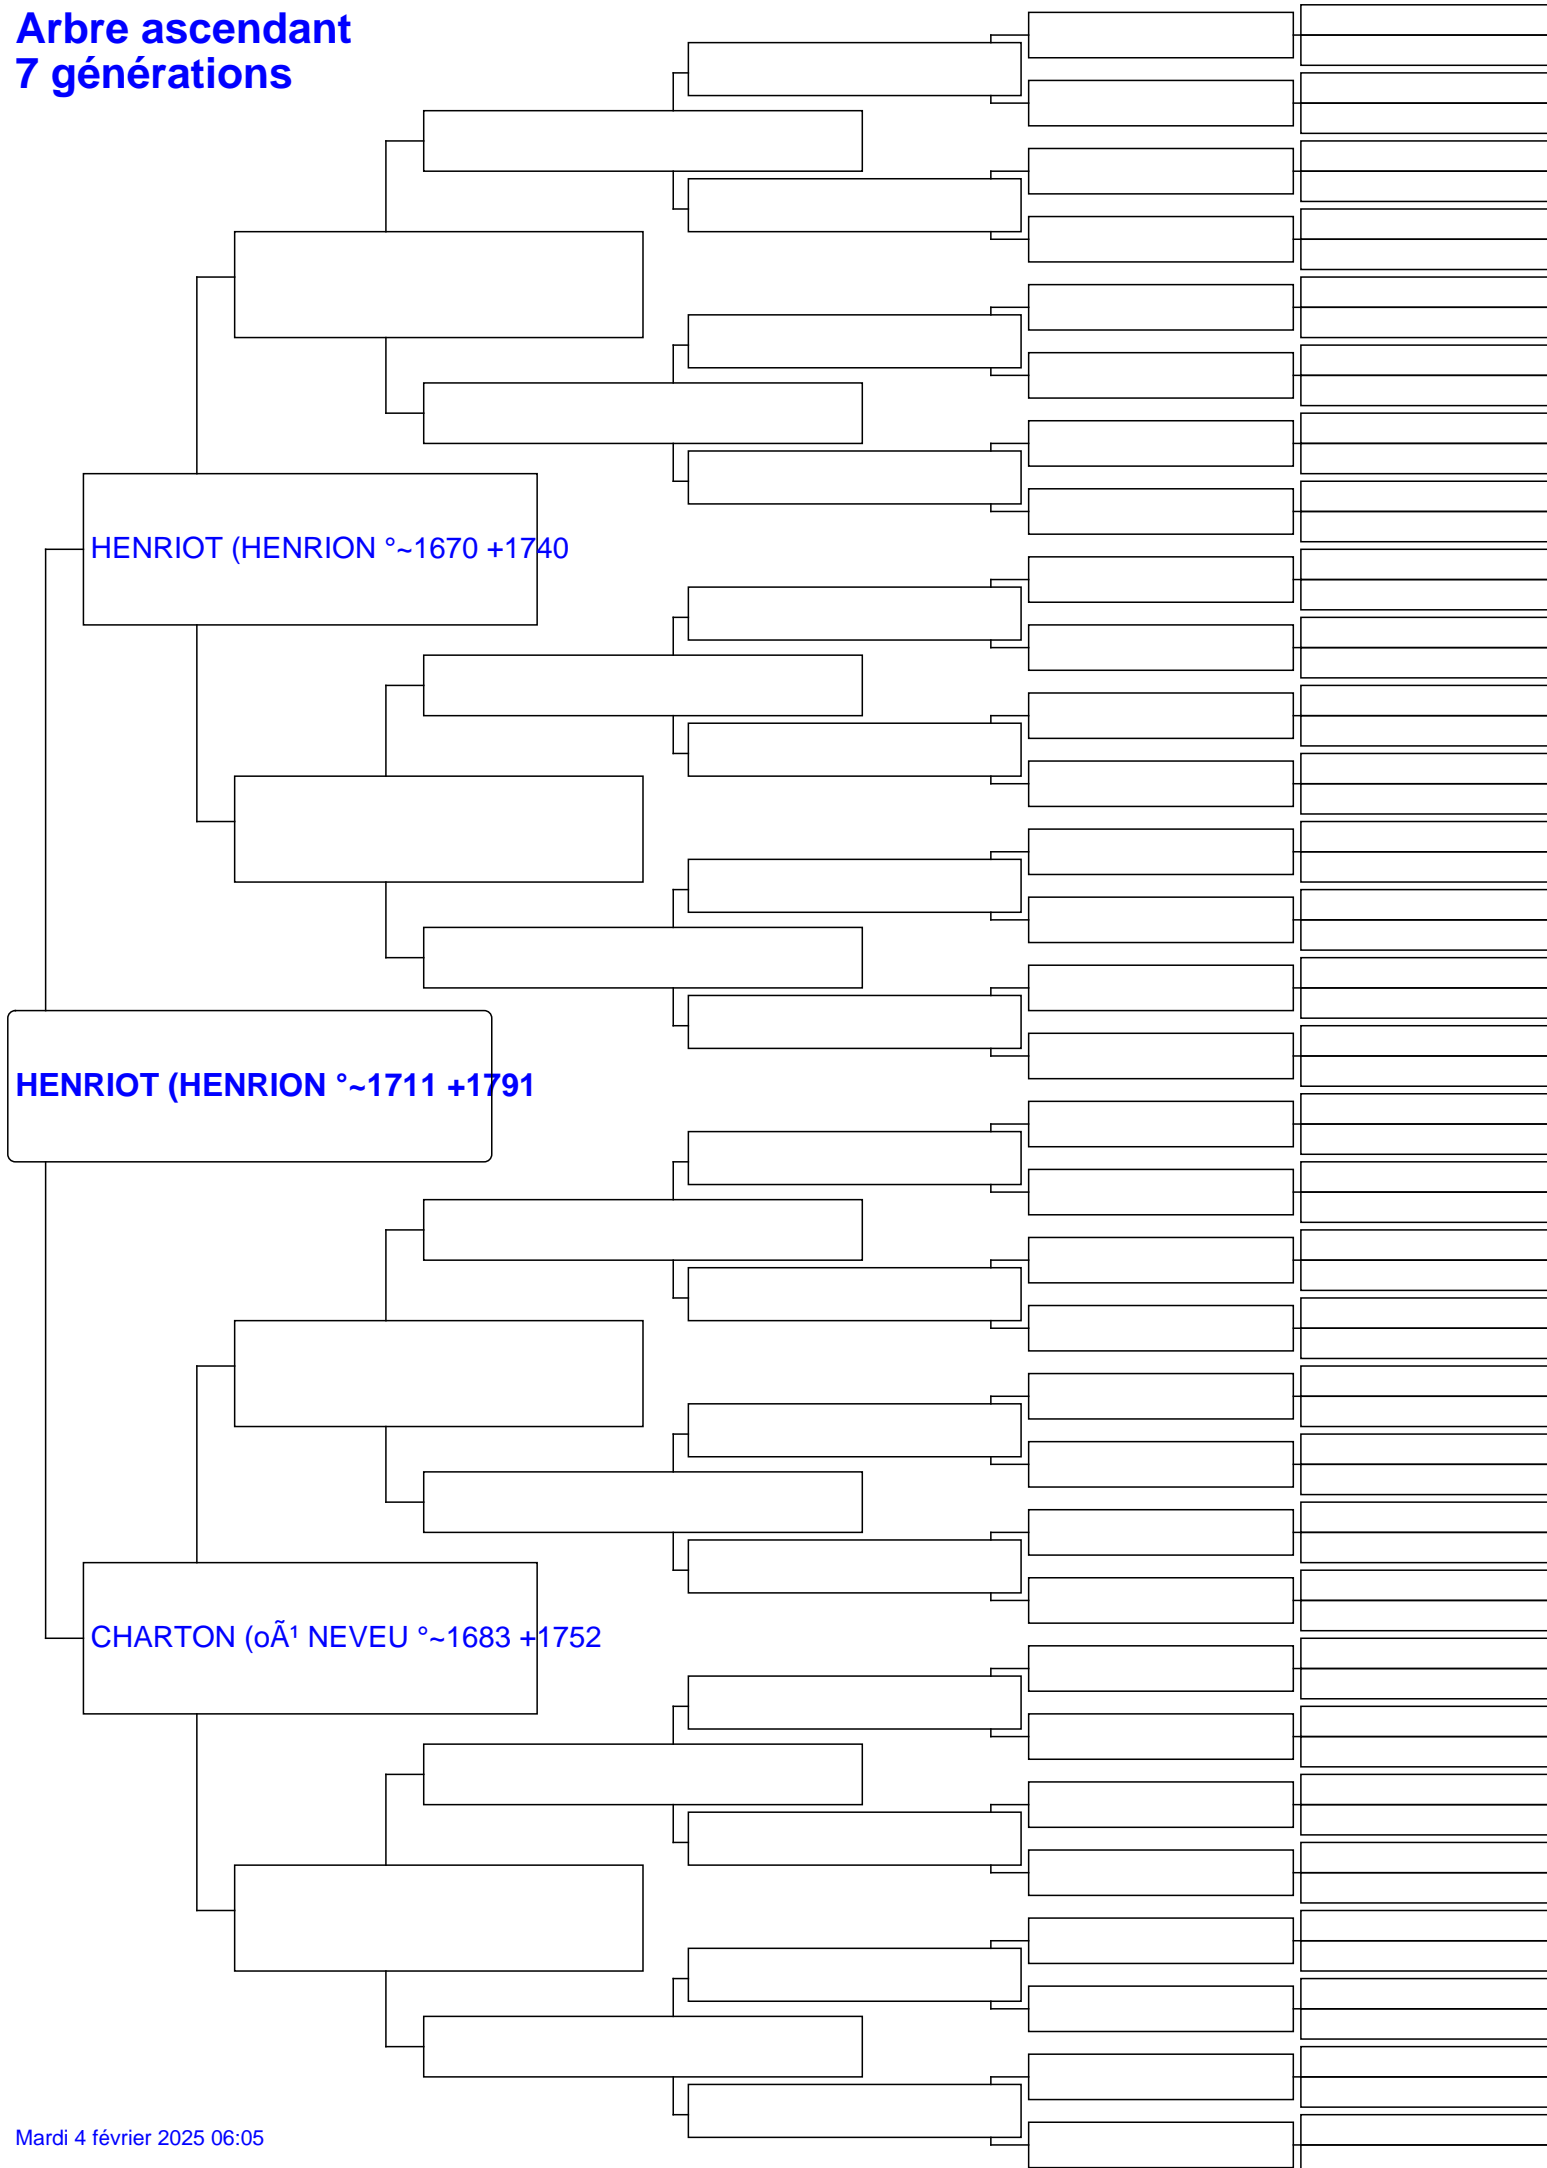 Arbre ascendant
7 générations
HENRIOT (HENRION °~1670 +1740
HENRIOT (HENRION °~1711 +1791
CHARTON (oÃ¹ NEVEU °~1683 +1752
Mardi 4 février 2025 06:05